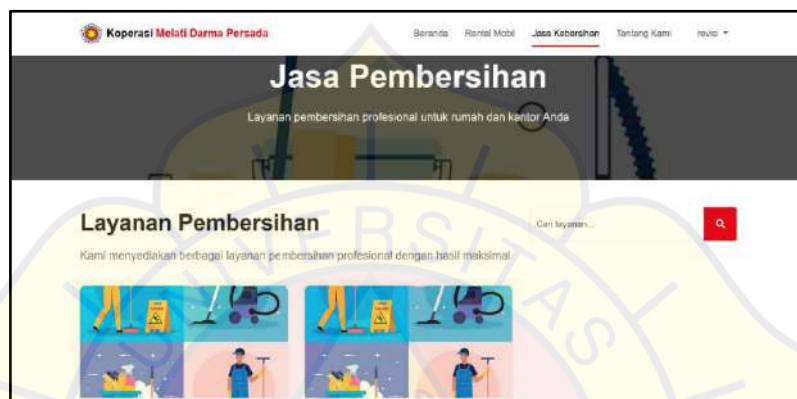 Koperasi Melati Darma Persada
Beranda Rental Mobil Jasa Kebersihan Tentang Kami
Jasa Pembersihan
Layanan pembersihan profesional untuk rumah dan kantor Anda
Layanan Pembersihan
Cari layanan...
Kami menyediakan berbagai layanan pembersihan profesional dengan hasil maksimal
ERSITAS